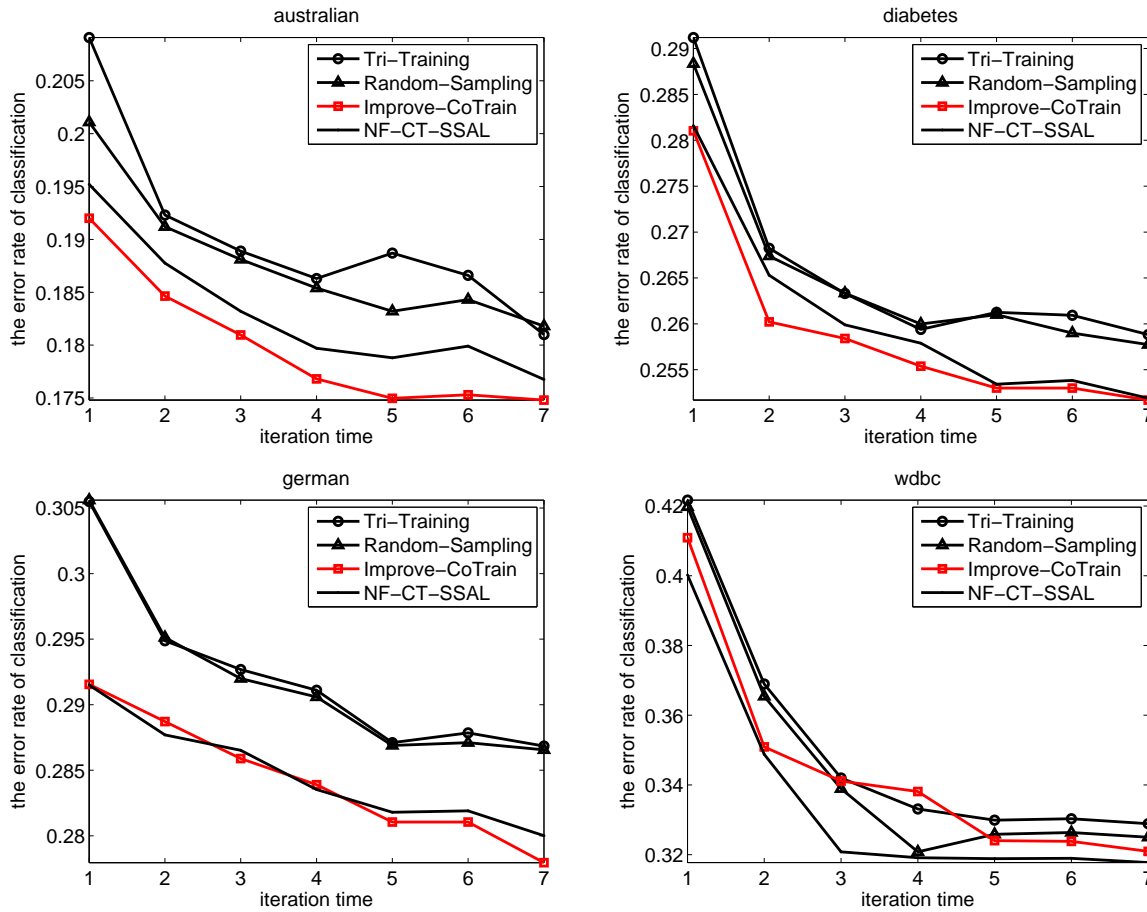 australian
the error rate of classification
0.205
0.2
0.195
0.19
0.185
0.18
0.175
1 2 3 4 5 6 7
iteration time
Tri-Training
Random-Sampling
Improve-CoTrain
NF-CT-SSAL
diabetes
the error rate of classification
0.29
0.285
0.28
0.275
0.27
0.265
0.26
0.255
1 2 3 4 5 6 7
iteration time
Tri-Training
Random-Sampling
Improve-CoTrain
NF-CT-SSAL
german
the error rate of classification
0.305
0.3
0.295
0.29
0.285
0.28
1 2 3 4 5 6 7
iteration time
Tri-Training
Random-Sampling
Improve-CoTrain
NF-CT-SSAL
wdbc
the error rate of classification
0.42
0.4
0.38
0.36
0.34
0.32
1 2 3 4 5 6 7
iteration time
Tri-Training
Random-Sampling
Improve-CoTrain
NF-CT-SSAL